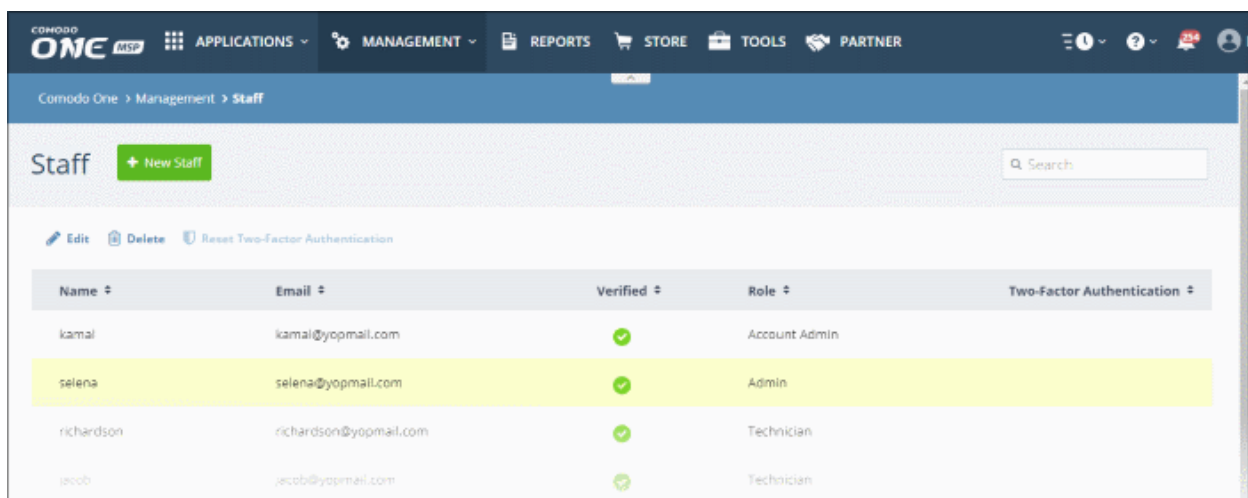 COMODO
ONE MSP APPLICATIONS MANAGEMENT REPORTS STORE TOOLS PARTNER 254
Comodo One > Management > Staff
Staff + New Staff Search
Edit Delete Reset Two-Factor Authentication
Name Email Verified Role Two-Factor Authentication
kamal kamal@yopmail.com Account Admin
selena selena@yopmail.com Admin
richardson richardson@yopmail.com Technician
jacob jacob@yopmail.com Technician